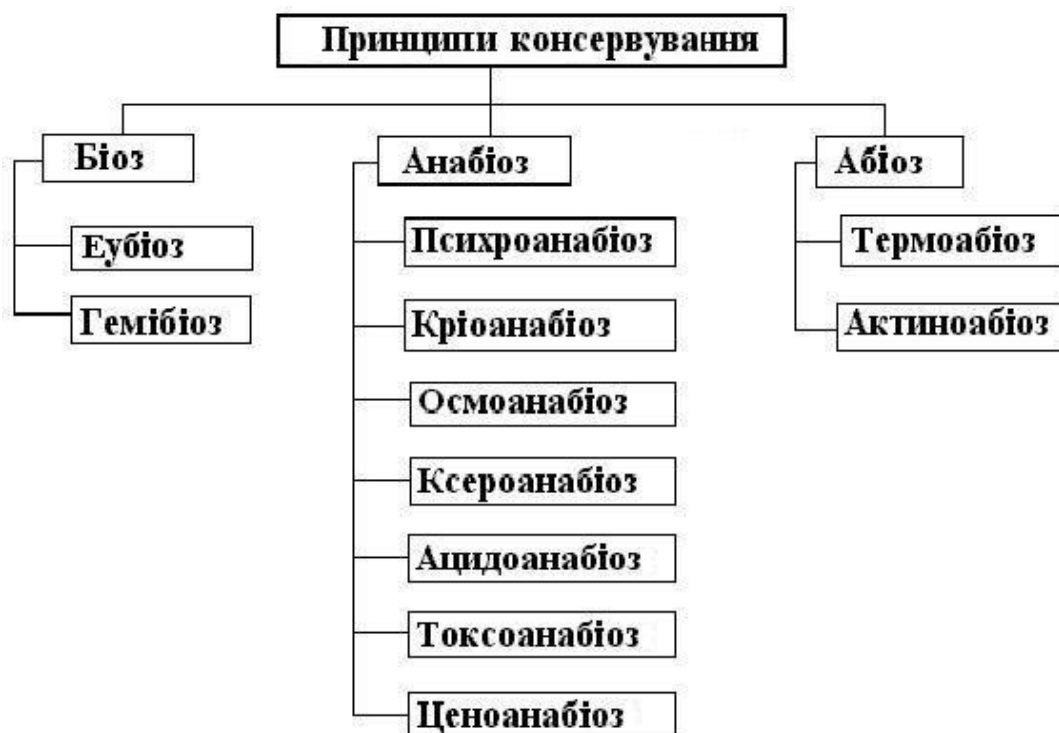 Принципи консервування
Біоз
Еубіоз
Гемібіоз
Анабіоз
Психроанабіоз
Кріоанабіоз
Осмоанабіоз
Ксероанабіоз
Ацидоанабіоз
Токсоанабіоз
Ценоанабіоз
Абіоз
Термоабіоз
Актиноабіоз